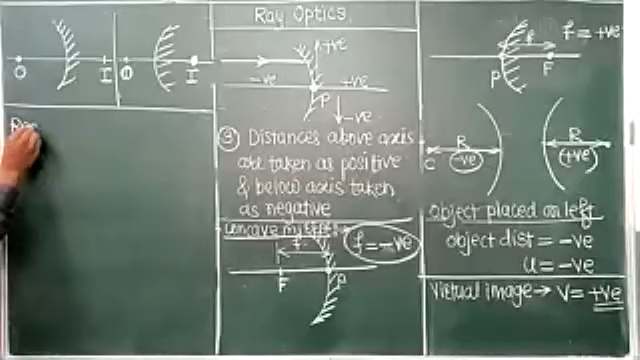 Ray Optics
O I O I
Rea
+ve
-ve +ve
P
-ve
③ Distances above axis
are taken as positive
& below axis taken
as negative
concave mirror
f f = -ve
F P
f f = +ve
P F
R R
C (-ve) (+ve)
object placed on left
object dist = -ve
u = -ve
Virtual image → V = +ve